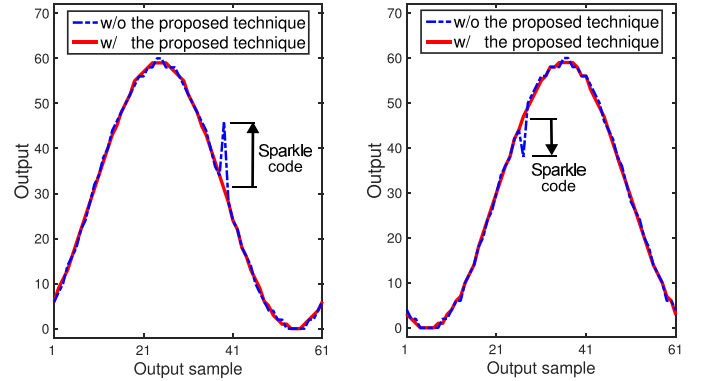 w/o the proposed technique
w/ the proposed technique
70
60
50
40
30
20
10
0
Output
Sparkle
code
1
21
41
61
Output sample
w/o the proposed technique
w/ the proposed technique
70
60
50
40
30
20
10
0
Output
Sparkle
code
1
21
41
61
Output sample